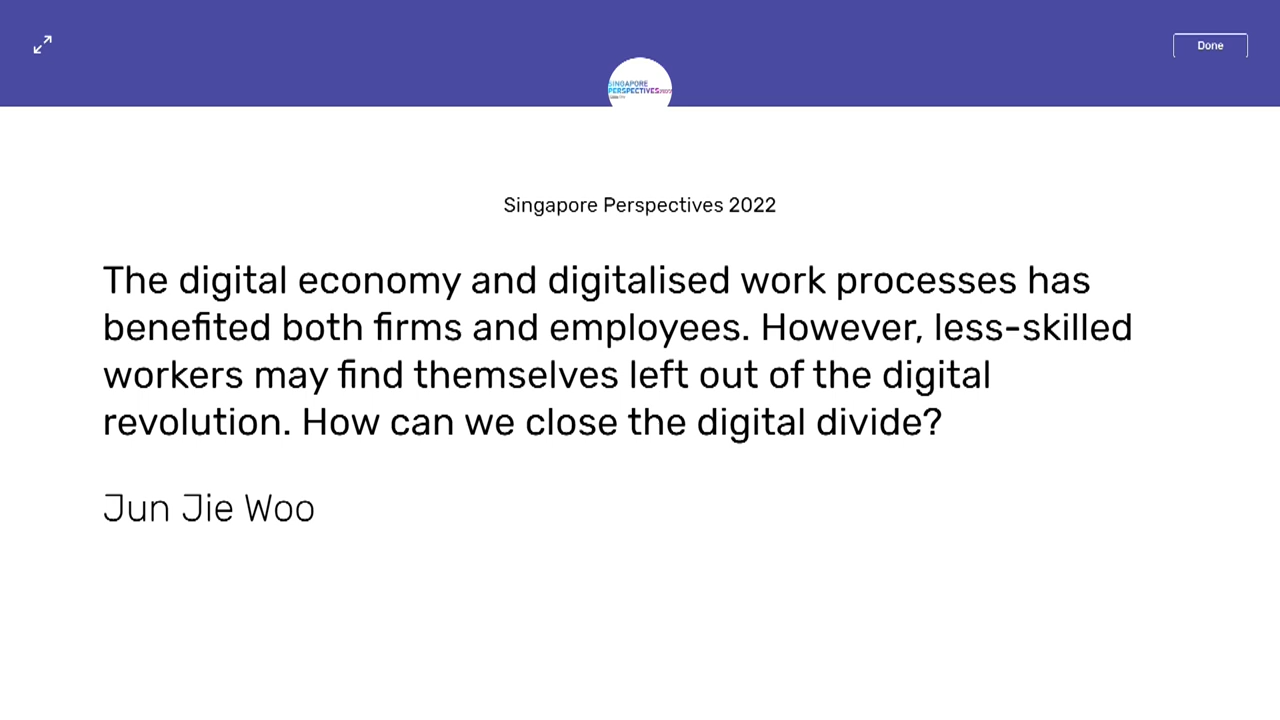 Done
SINGAPORE
PERSPECTIVES2022
Singapore Perspectives 2022
The digital economy and digitalised work processes has
benefited both firms and employees. However, less-skilled
workers may find themselves left out of the digital
revolution. How can we close the digital divide?
Jun Jie Woo